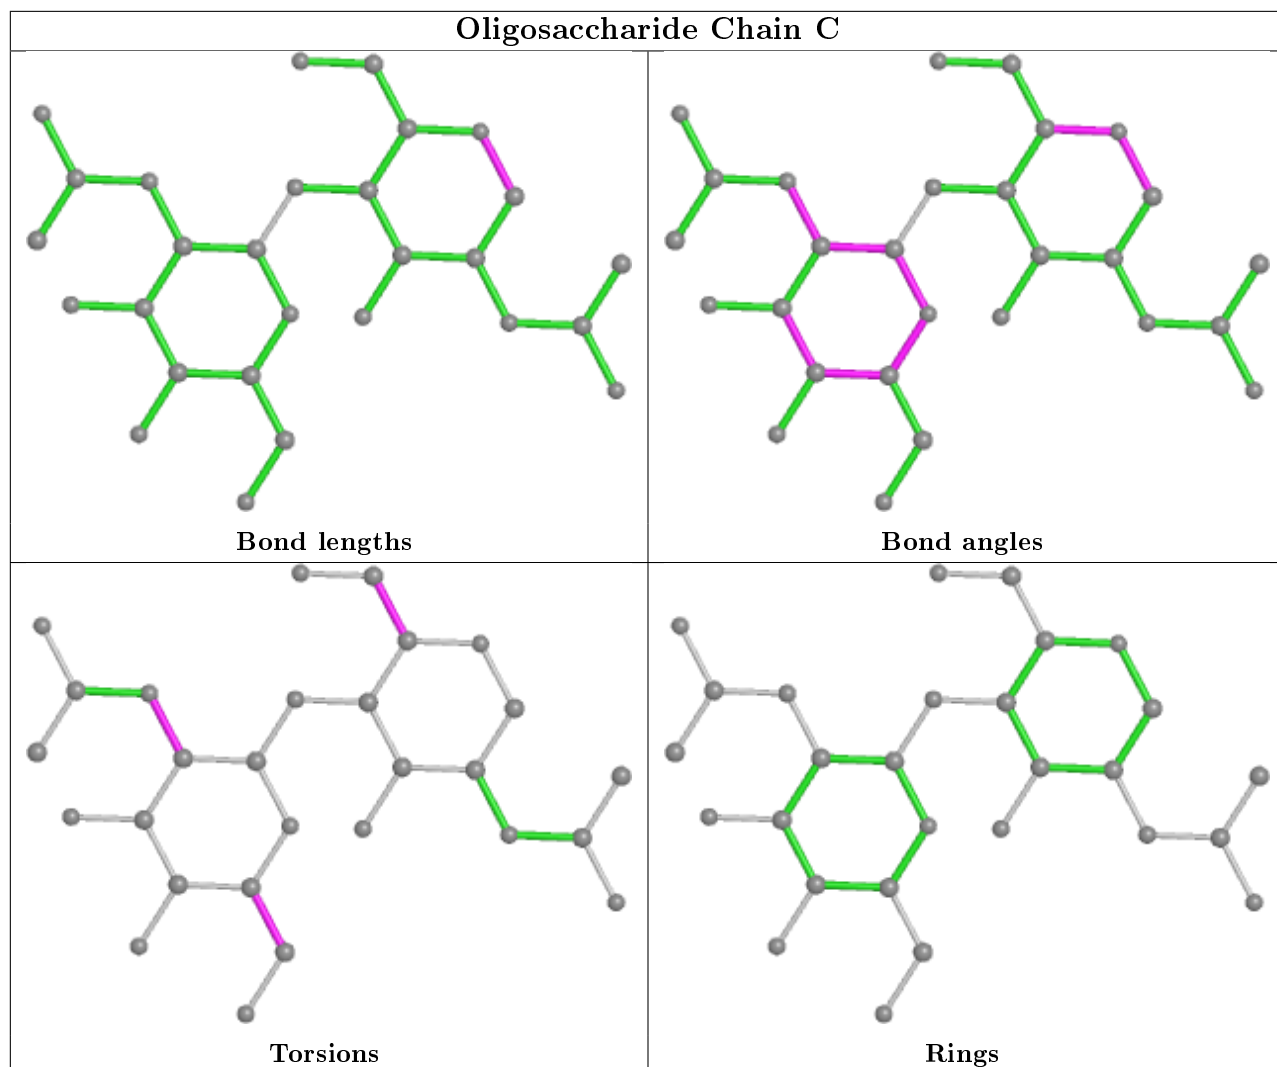 Oligosaccharide Chain C
Bond lengths
Bond angles
Torsions
Rings